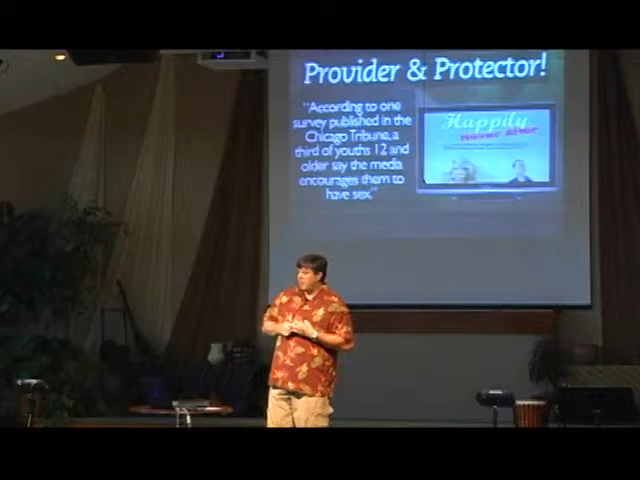 Provider & Protector!
"According to one
survey published in the
Chicago Tribune, a
third of youths 12 and
older say the media
encourages them to
have sex."
Happily